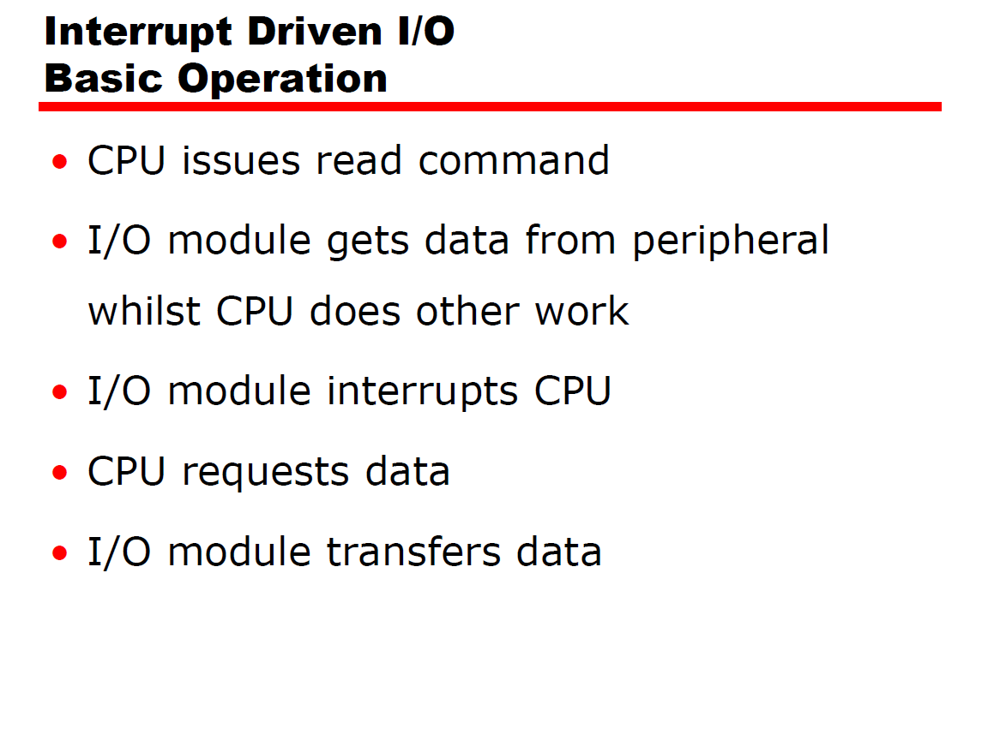 Interrupt Driven I/O
Basic Operation
• CPU issues read command
• I/O module gets data from peripheral
whilst CPU does other work
• I/O module interrupts CPU
• CPU requests data
• I/O module transfers data